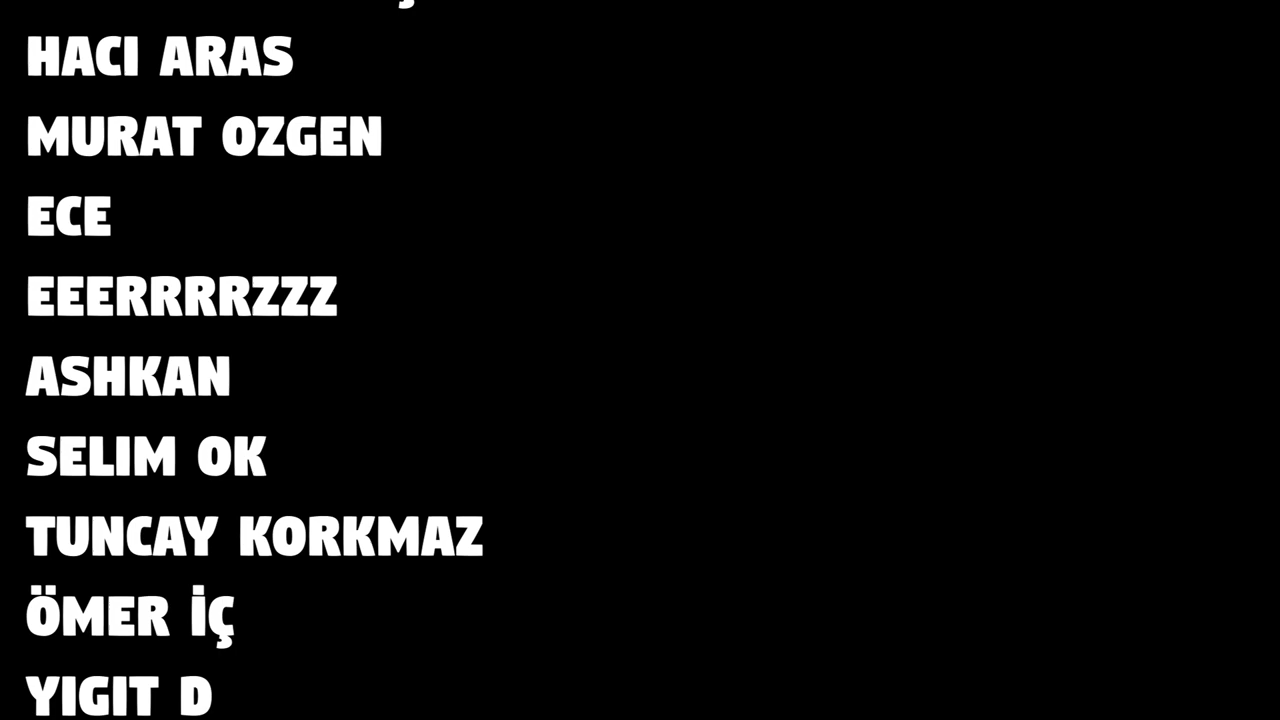 HACI ARAS
MURAT OZGEN
ECE
EEERRRRZZZ
ASHKAN
SELIM OK
TUNCAY KORKMAZ
ÖMER İÇ
YIGIT D